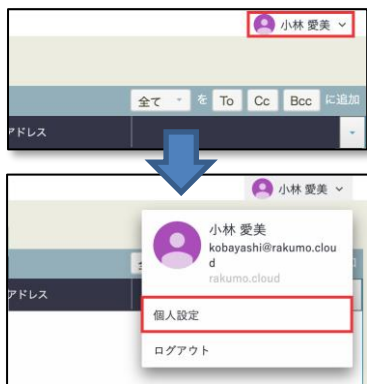 小林 愛美
全て を To Cc Bcc に追加
アドレス
小林 愛美
小林 愛美
kobayashi@rakumo.clou
d
rakumo.cloud
アドレス
個人設定
ログアウト